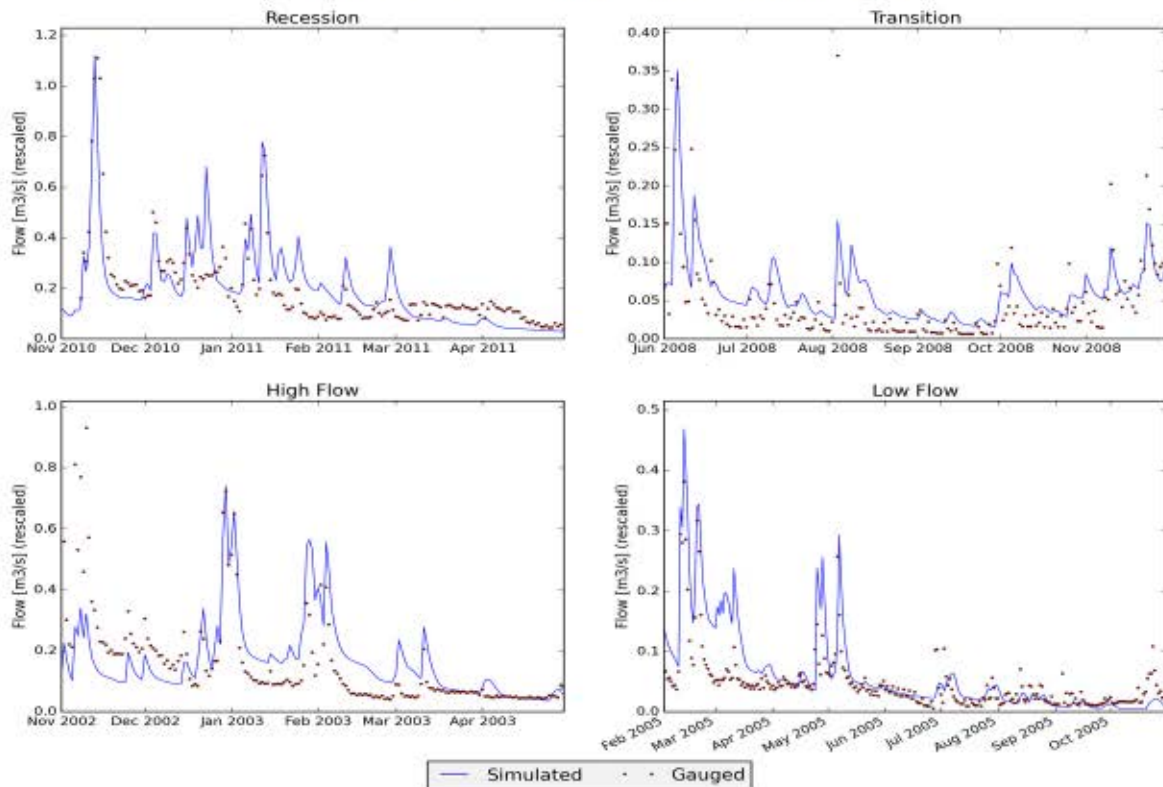 Recession
Flow [m3/s] (rescaled)
1.2
1.0
0.8
0.6
0.4
0.2
0.0
Nov 2010 Dec 2010 Jan 2011 Feb 2011 Mar 2011 Apr 2011
Transition
Flow [m3/s] (rescaled)
0.40
0.35
0.30
0.25
0.20
0.15
0.10
0.05
0.00
Jun 2008 Jul 2008 Aug 2008 Sep 2008 Oct 2008 Nov 2008
High Flow
Flow [m3/s] (rescaled)
1.0
0.8
0.6
0.4
0.2
0.0
Nov 2002 Dec 2002 Jan 2003 Feb 2003 Mar 2003 Apr 2003
Low Flow
Flow [m3/s] (rescaled)
0.5
0.4
0.3
0.2
0.1
0.0
Feb 2005 Mar 2005 Apr 2005 May 2005 Jun 2005 Jul 2005 Aug 2005 Sep 2005 Oct 2005
Simulated Gauged